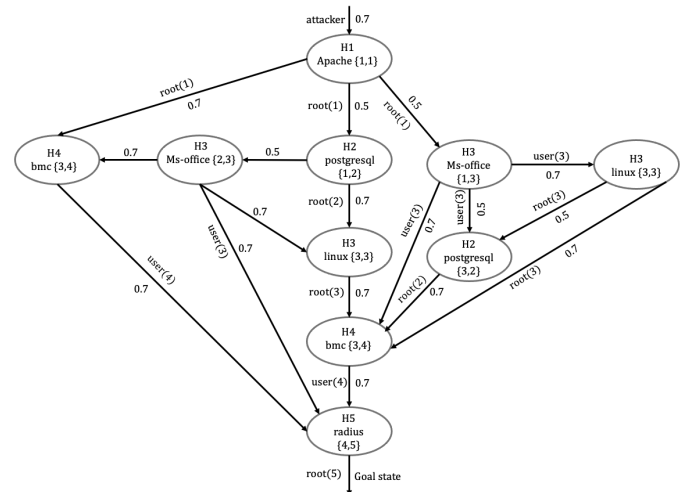 attacker 0.7
H1
Apache {1,1}
root(1)
0.7
root(1) 0.5
0.5
root(1)
H4
bmc {3,4}
0.7
H3
Ms-office {2,3}
0.5
H2
postgresql
{1,2}
H3
Ms-office
{1,3}
user(3)
0.7
H3
linux {3,3}
root(2) 0.7
0.7
user(3)
0.7
user(3)
0.7
user(3)
0.5
root(3)
0.5
H3
linux {3,3}
H2
postgresql
{3,2}
root(3)
0.7
user(4)
0.7
root(3) 0.7
root(2)
0.7
H4
bmc {3,4}
user(4) 0.7
H5
radius
{4,5}
root(5) Goal state